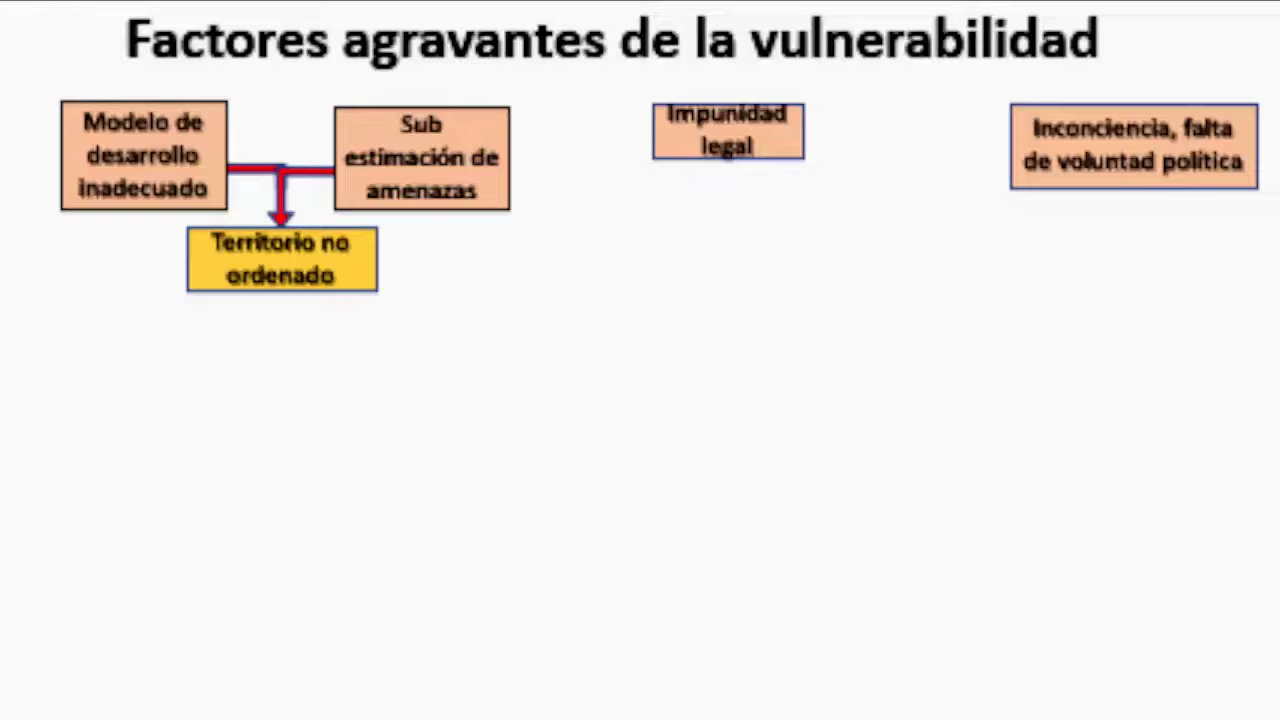 Factores agravantes de la vulnerabilidad
Modelo de
desarrollo
inadecuado
Sub
estimación de
amenazas
Impunidad
legal
Inconciencia, falta
de voluntad política
Territorio no
ordenado